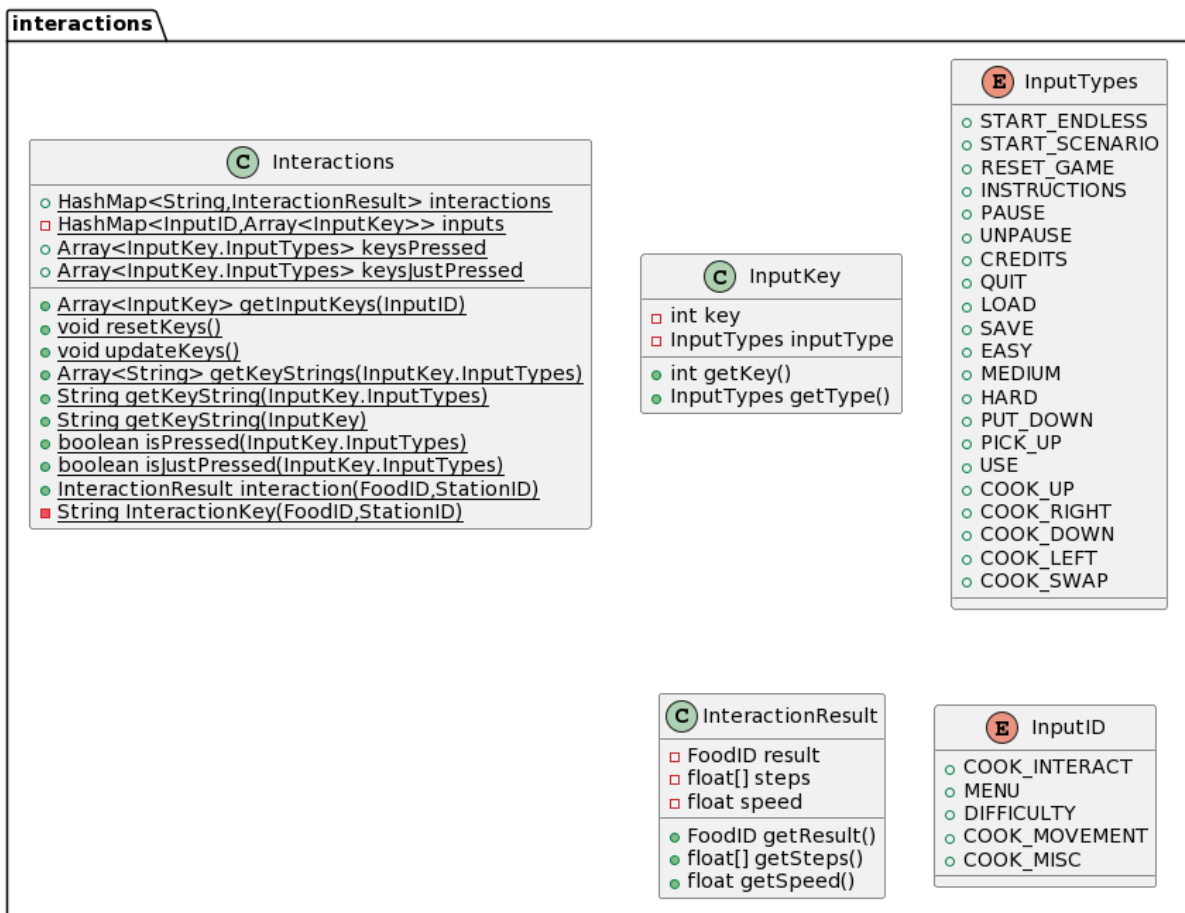 interactions
C Interactions
HashMap<String,InteractionResult> interactions
HashMap<InputID,Array<InputKey>> inputs
Array<InputKey.InputTypes> keysPressed
Array<InputKey.InputTypes> keysJustPressed
Array<InputKey> getInputKeys(InputID)
void resetKeys()
void updateKeys()
Array<String> getKeyStrings(InputKey.InputTypes)
String getKeyString(InputKey.InputTypes)
String getKeyString(InputKey)
boolean isPressed(InputKey.InputTypes)
boolean isJustPressed(InputKey.InputTypes)
InteractionResult interaction(FoodID,StationID)
String InteractionKey(FoodID,StationID)
C InputKey
int key
InputTypes inputType
int getKey()
InputTypes getType()
E InputTypes
START_ENDLESS
START_SCENARIO
RESET_GAME
INSTRUCTIONS
PAUSE
UNPAUSE
CREDITS
QUIT
LOAD
SAVE
EASY
MEDIUM
HARD
PUT_DOWN
PICK_UP
USE
COOK_UP
COOK_RIGHT
COOK_DOWN
COOK_LEFT
COOK_SWAP
C InteractionResult
FoodID result
float[] steps
float speed
FoodID getResult()
float[] getSteps()
float getSpeed()
E InputID
COOK_INTERACT
MENU
DIFFICULTY
COOK_MOVEMENT
COOK_MISC